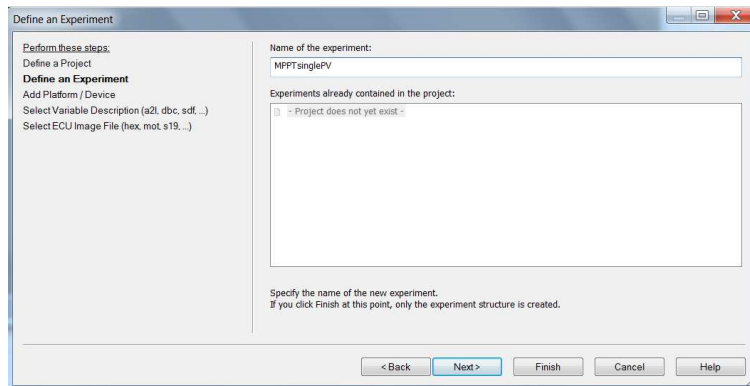 Define an Experiment
Perform these steps:
Define a Project
Define an Experiment
Add Platform / Device
Select Variable Description (a2l, dbc, sdf, ...)
Select ECU Image File (hex, mot, s19, ...)
Name of the experiment:
MPPTsinglePV
Experiments already contained in the project:
- Project does not yet exist -
Specify the name of the new experiment.
If you click Finish at this point, only the experiment structure is created.
< Back
Next >
Finish
Cancel
Help